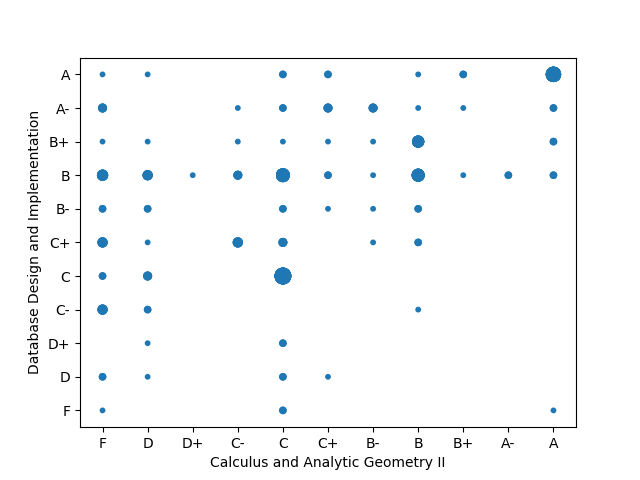 Database Design and Implementation
A
A-
B+
B
B-
C+
C
C-
D+
D
F
F D D+ C- C C+ B- B B+ A- A
Calculus and Analytic Geometry II